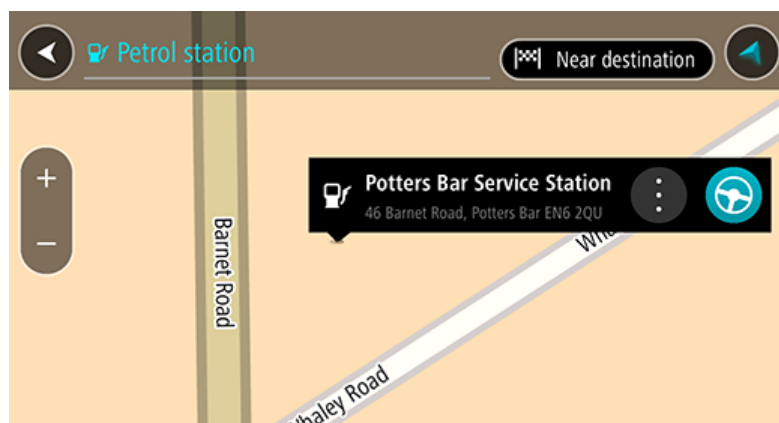 Petrol station
Near destination
Potters Bar Service Station
46 Barnet Road, Potters Bar EN6 2QU
Barnet Road
Whaley Road